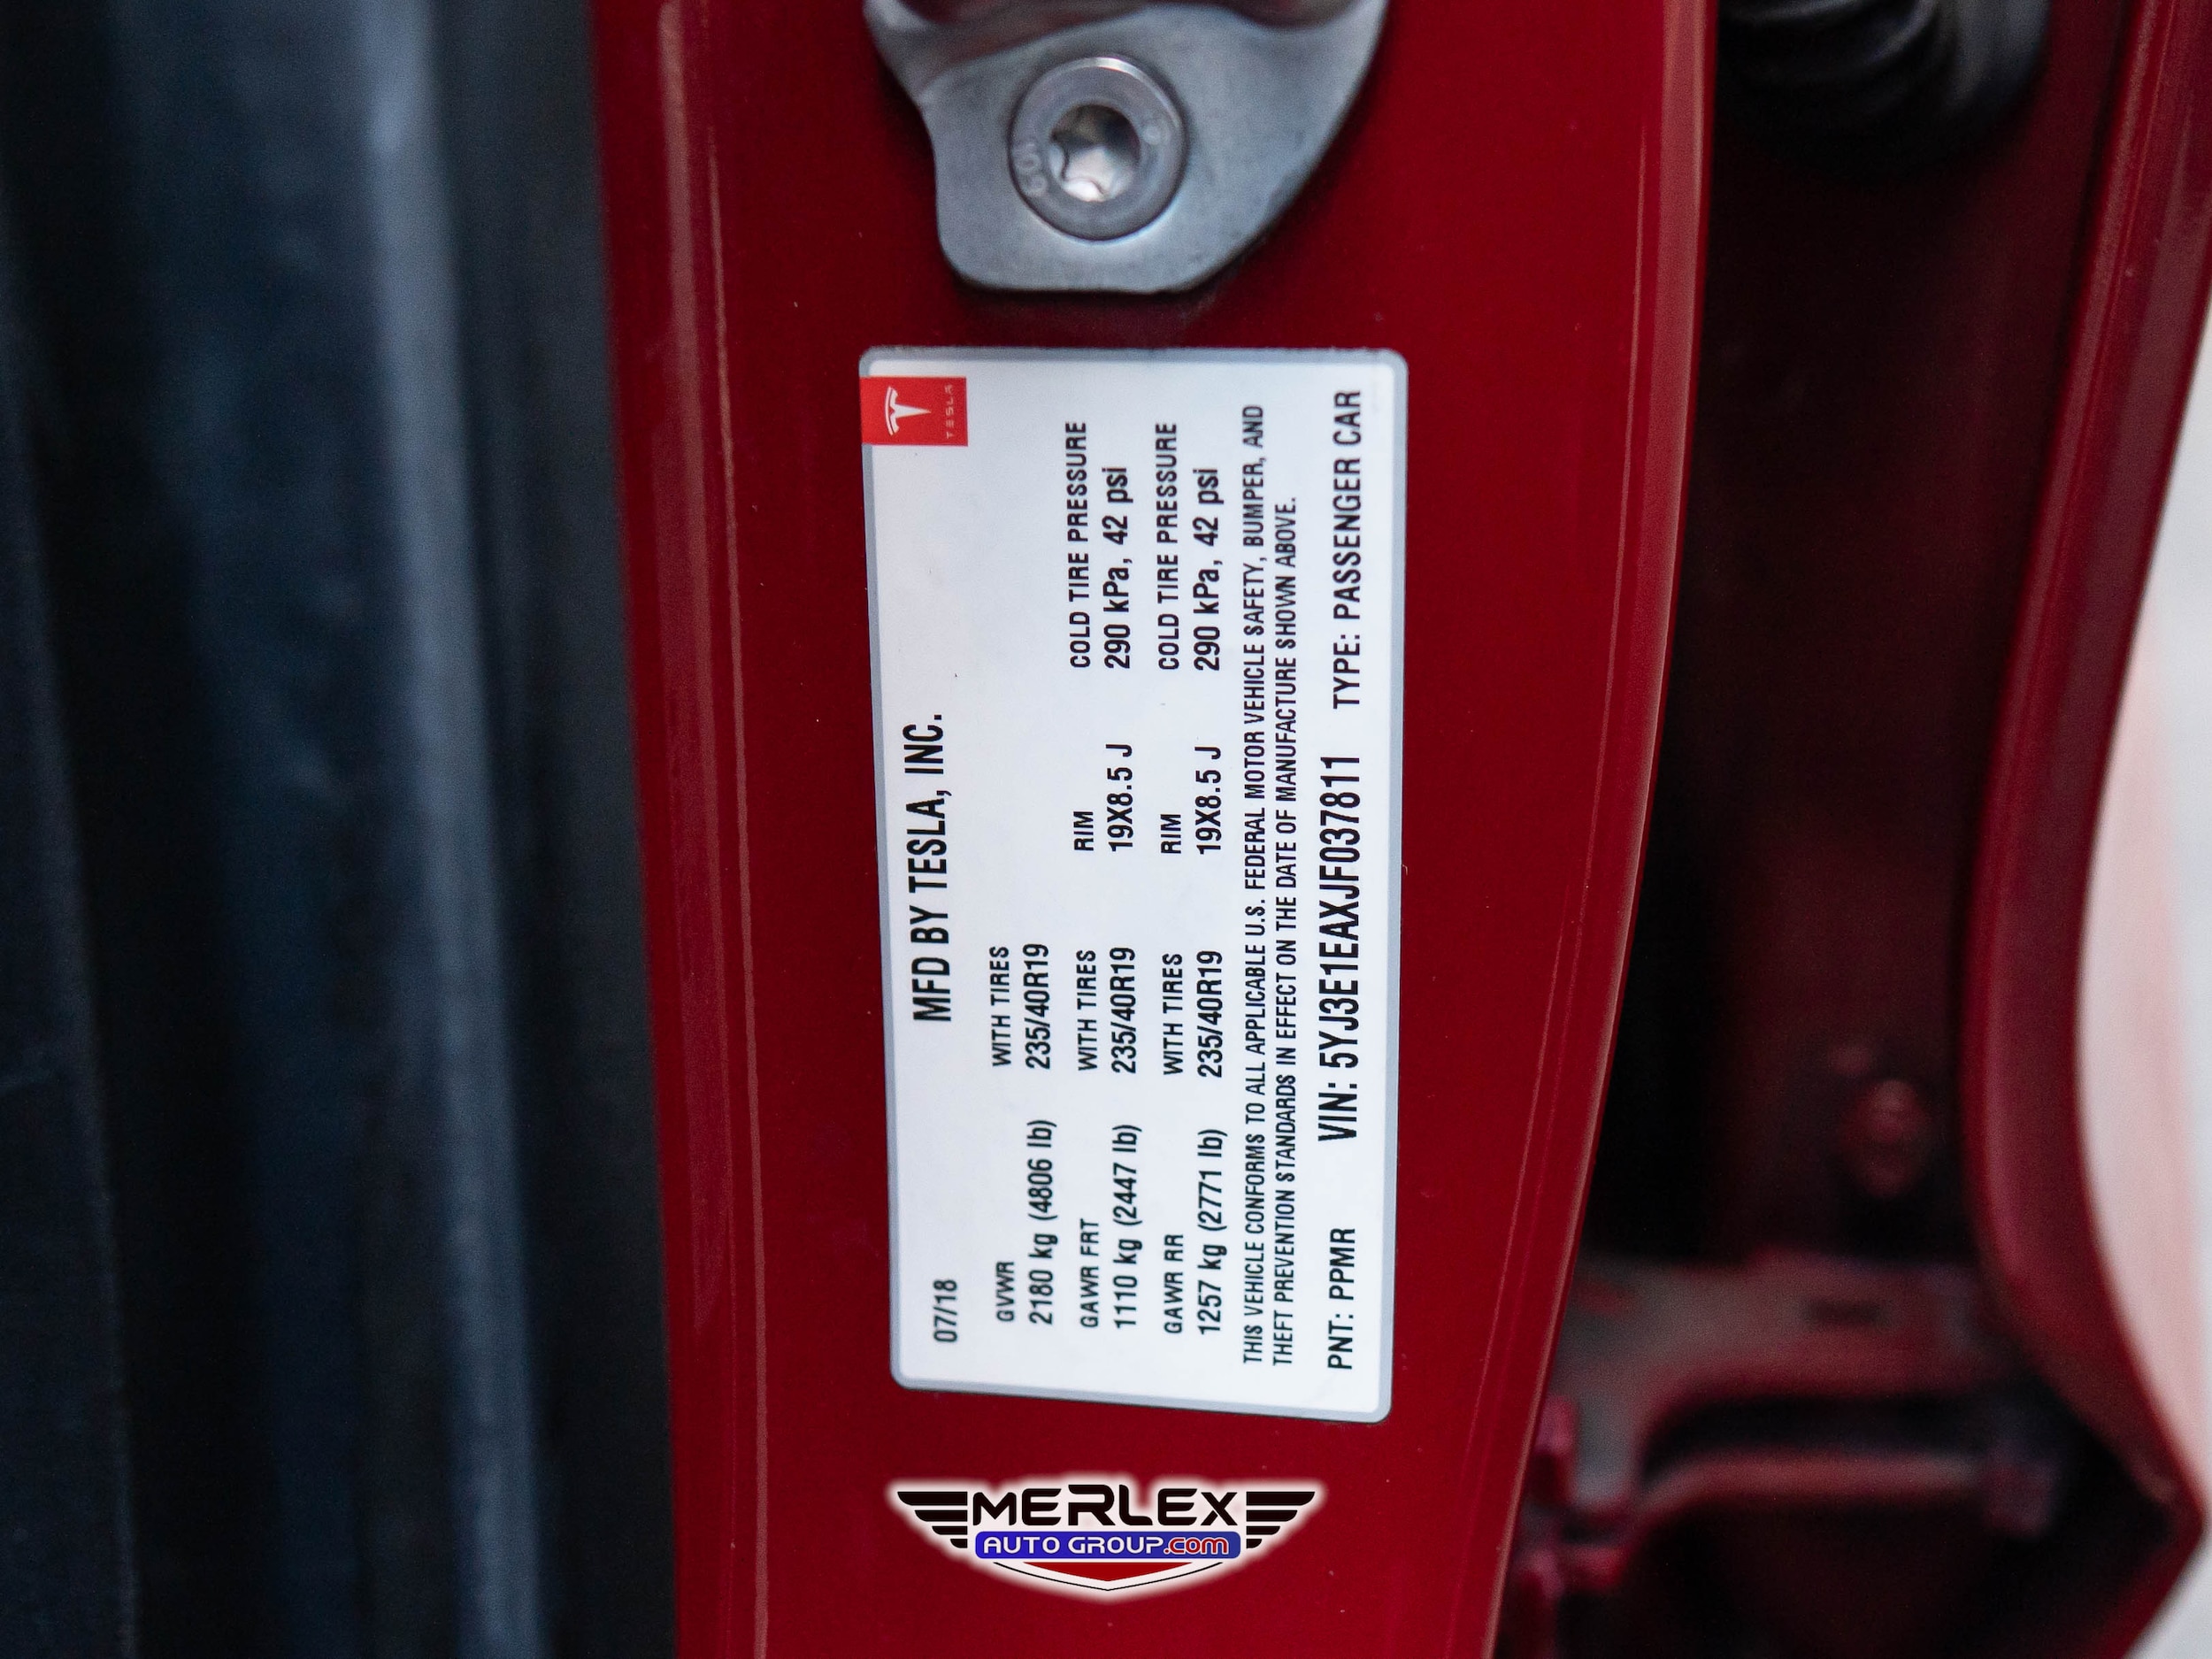 TESLA
07/18 MFD BY TESLA, INC.
GVWR WITH TIRES
2180 kg (4806 lb) 235/40R19
GAWR FRT WITH TIRES RIM COLD TIRE PRESSURE
1110 kg (2447 lb) 235/40R19 19X8.5 J 290 kPa, 42 psi
GAWR RR WITH TIRES RIM COLD TIRE PRESSURE
1257 kg (2771 lb) 235/40R19 19X8.5 J 290 kPa, 42 psi
THIS VEHICLE CONFORMS TO ALL APPLICABLE U.S. FEDERAL MOTOR VEHICLE SAFETY, BUMPER, AND
THEFT PREVENTION STANDARDS IN EFFECT ON THE DATE OF MANUFACTURE SHOWN ABOVE.
PNT: PPMR VIN: 5YJ3E1EAXJF037811 TYPE: PASSENGER CAR
MERLEX
AUTO GROUP.com